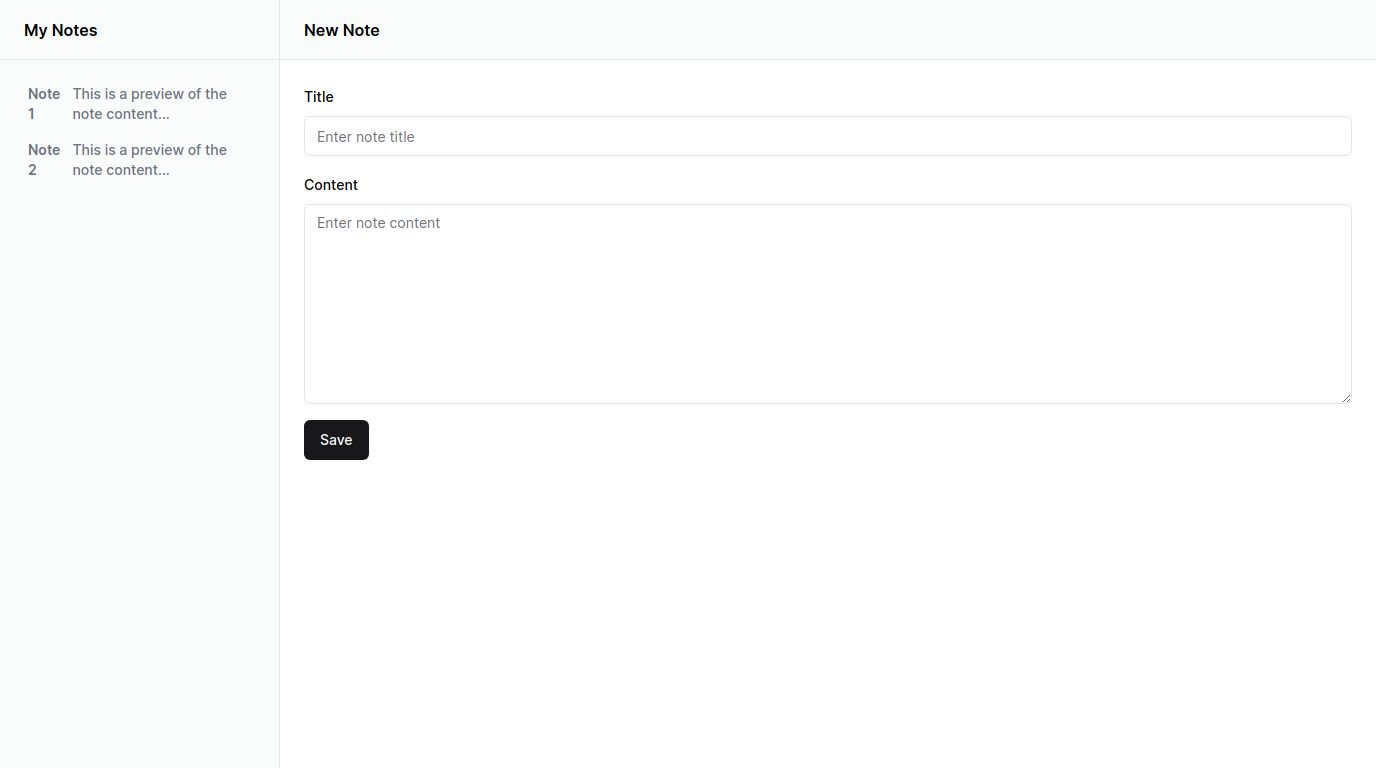 My Notes
Note 1
This is a preview of the
note content...
Note 2
This is a preview of the
note content...
New Note
Title
Enter note title
Content
Enter note content
Save